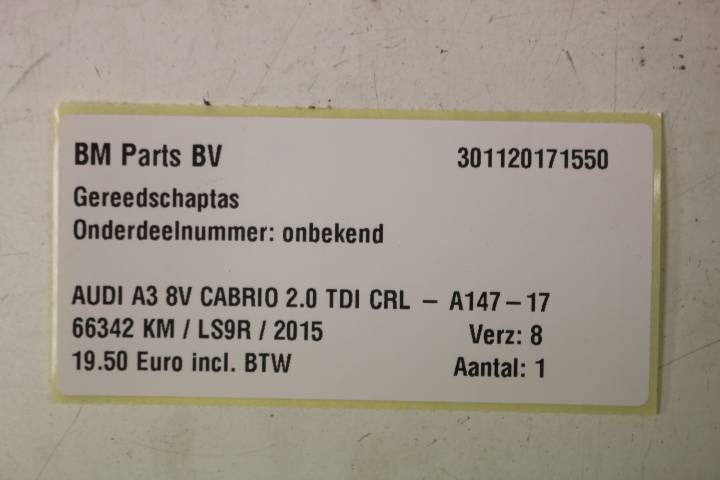 BM Parts BV 301120171550
Gereedschaptas
Onderdeelnummer: onbekend
AUDI A3 8V CABRIO 2.0 TDI CRL – A147–17
66342 KM / LS9R / 2015 Verz: 8
19.50 Euro incl. BTW Aantal: 1